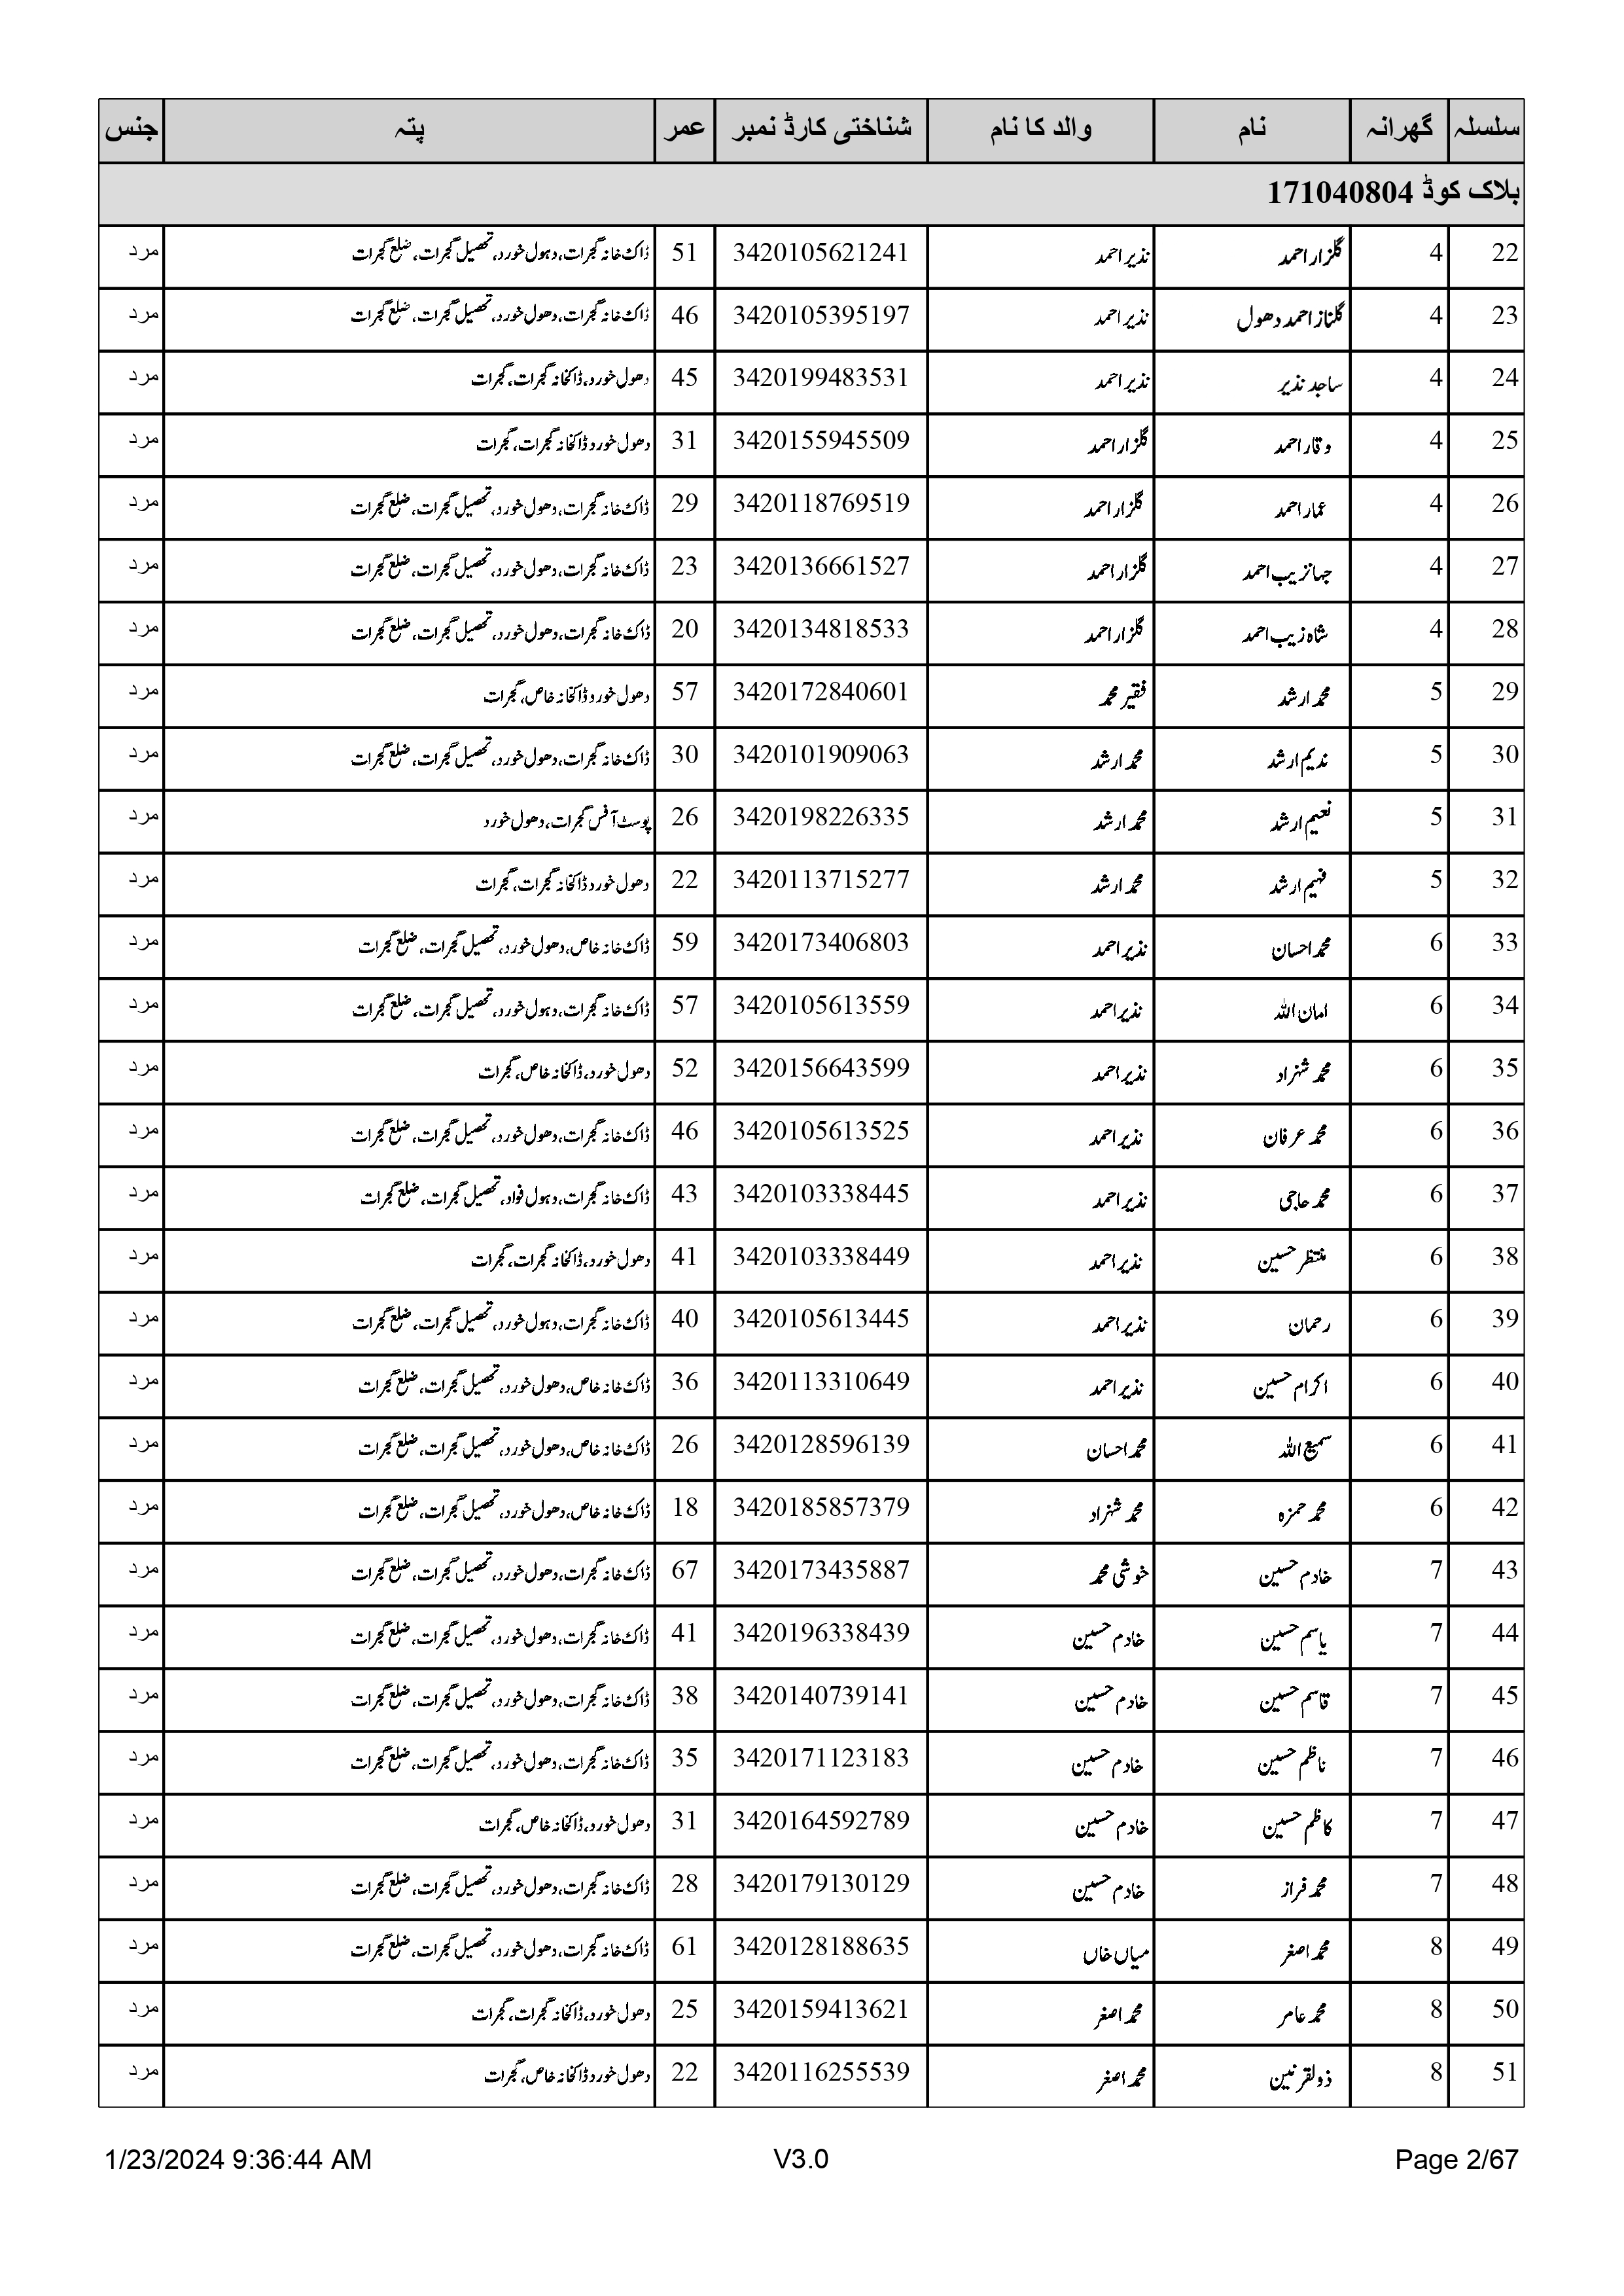 سلسلہ گھرانہ نام والد کا نام شناختی کارڈ نمبر عمر پتہ جنس
بلاک کوڈ 171040804
22 4 گلزار احمد نذیر احمد 3420105621241 51 ڈاک خانہ گجرات، دہول خورد، تحصیل گجرات، ضلع گجرات مرد
23 4 گلناز احمد دھول نذیر احمد 3420105395197 46 ڈاک خانہ گجرات، دھول خورد، تحصیل گجرات، ضلع گجرات مرد
24 4 ساجد نذیر نذیر احمد 3420199483531 45 دھول خورد، ڈاکخانہ گجرات، گجرات مرد
25 4 وقار احمد گلزار احمد 3420155945509 31 دھول خورد ڈاکخانہ گجرات، گجرات مرد
26 4 عمار احمد گلزار احمد 3420118769519 29 ڈاک خانہ گجرات، دھول خورد، تحصیل گجرات، ضلع گجرات مرد
27 4 جہانزیب احمد گلزار احمد 3420136661527 23 ڈاک خانہ گجرات، دھول خورد، تحصیل گجرات، ضلع گجرات مرد
28 4 شاہ زیب احمد گلزار احمد 3420134818533 20 ڈاک خانہ گجرات، دھول خورد، تحصیل گجرات، ضلع گجرات مرد
29 5 محمد ارشد فقیر محمد 3420172840601 57 دھول خورد ڈاکخانہ خاص، گجرات مرد
30 5 ندیم ارشد محمد ارشد 3420101909063 30 ڈاک خانہ گجرات، دھول خورد، تحصیل گجرات، ضلع گجرات مرد
31 5 نعیم ارشد محمد ارشد 3420198226335 26 پوسٹ آفس گجرات، دھول خورد مرد
32 5 فہیم ارشد محمد ارشد 3420113715277 22 دھول خورد ڈاکخانہ گجرات، گجرات مرد
33 6 محمد احسان نذیر احمد 3420173406803 59 ڈاک خانہ خاص، دھول خورد، تحصیل گجرات، ضلع گجرات مرد
34 6 امان اللہ نذیر احمد 3420105613559 57 ڈاک خانہ گجرات، دہول خورد، تحصیل گجرات، ضلع گجرات مرد
35 6 محمد شہزاد نذیر احمد 3420156643599 52 دھول خورد، ڈاکخانہ خاص، گجرات مرد
36 6 محمد عرفان نذیر احمد 3420105613525 46 ڈاک خانہ گجرات، دھول خورد، تحصیل گجرات، ضلع گجرات مرد
37 6 محمد حاجی نذیر احمد 3420103338445 43 ڈاک خانہ گجرات، دہول فواد، تحصیل گجرات، ضلع گجرات مرد
38 6 منتظر حسین نذیر احمد 3420103338449 41 دھول خورد، ڈاکخانہ گجرات، گجرات مرد
39 6 رحمان نذیر احمد 3420105613445 40 ڈاک خانہ گجرات، دہول خورد، تحصیل گجرات، ضلع گجرات مرد
40 6 اکرام حسین نذیر احمد 3420113310649 36 ڈاک خانہ خاص، دھول خورد، تحصیل گجرات، ضلع گجرات مرد
41 6 سمیع اللہ محمد احسان 3420128596139 26 ڈاک خانہ خاص، دھول خورد، تحصیل گجرات، ضلع گجرات مرد
42 6 محمد حمزہ محمد شہزاد 3420185857379 18 ڈاک خانہ خاص، دھول خورد، تحصیل گجرات، ضلع گجرات مرد
43 7 خادم حسین خوشی محمد 3420173435887 67 ڈاک خانہ گجرات، دھول خورد، تحصیل گجرات، ضلع گجرات مرد
44 7 یاسم حسین خادم حسین 3420196338439 41 ڈاک خانہ گجرات، دھول خورد، تحصیل گجرات، ضلع گجرات مرد
45 7 قاسم حسین خادم حسین 3420140739141 38 ڈاک خانہ گجرات، دھول خورد، تحصیل گجرات، ضلع گجرات مرد
46 7 ناظم حسین خادم حسین 3420171123183 35 ڈاک خانہ گجرات، دھول خورد، تحصیل گجرات، ضلع گجرات مرد
47 7 کاظم حسین خادم حسین 3420164592789 31 دھول خورد، ڈاکخانہ خاص، گجرات مرد
48 7 محمد فراز خادم حسین 3420179130129 28 ڈاک خانہ گجرات، دھول خورد، تحصیل گجرات، ضلع گجرات مرد
49 8 محمد اصغر میاں خاں 3420128188635 61 ڈاک خانہ گجرات، دھول خورد، تحصیل گجرات، ضلع گجرات مرد
50 8 محمد عامر محمد اصغر 3420159413621 25 دھول خورد، ڈاکخانہ گجرات، گجرات مرد
51 8 ذولقرنین محمد اصغر 3420116255539 22 دھول خورد ڈاکخانہ خاص، گجرات مرد
1/23/2024 9:36:44 AM V3.0 Page 2/67